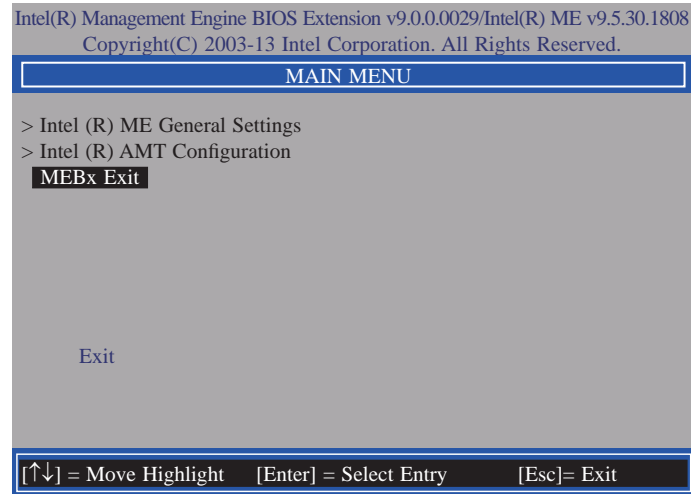 Intel(R) Management Engine BIOS Extension v9.0.0.0029/Intel(R) ME v9.5.30.1808
Copyright(C) 2003-13 Intel Corporation. All Rights Reserved.
MAIN MENU
> Intel (R) ME General Settings
> Intel (R) AMT Configuration
MEBx Exit
Exit
[↑↓] = Move Highlight [Enter] = Select Entry [Esc]= Exit